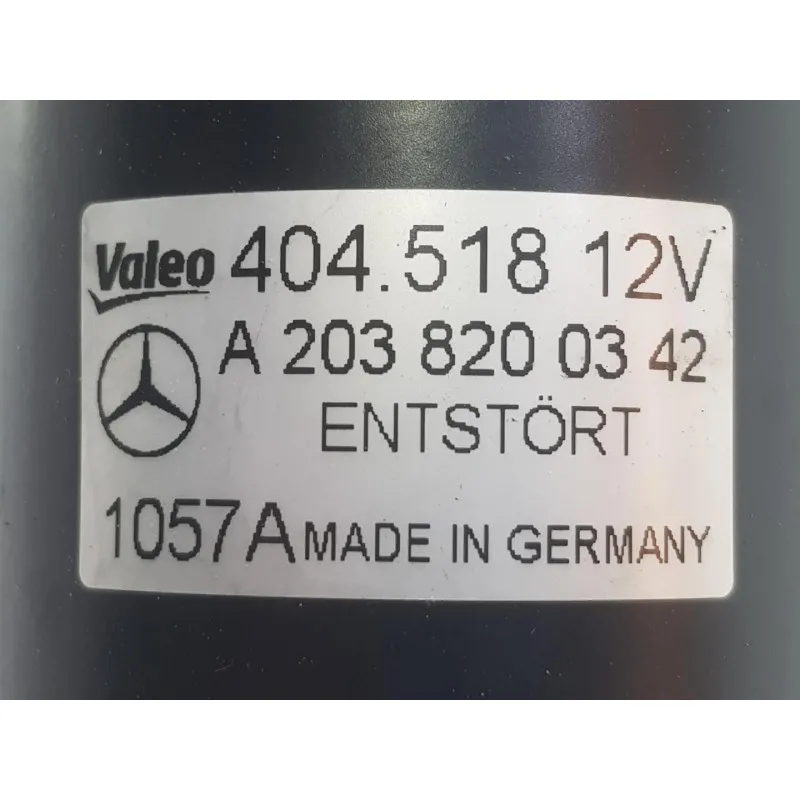 Valeo 404.518 12V
A 203 820 03 42
ENTSTÖRT
1057A MADE IN GERMANY